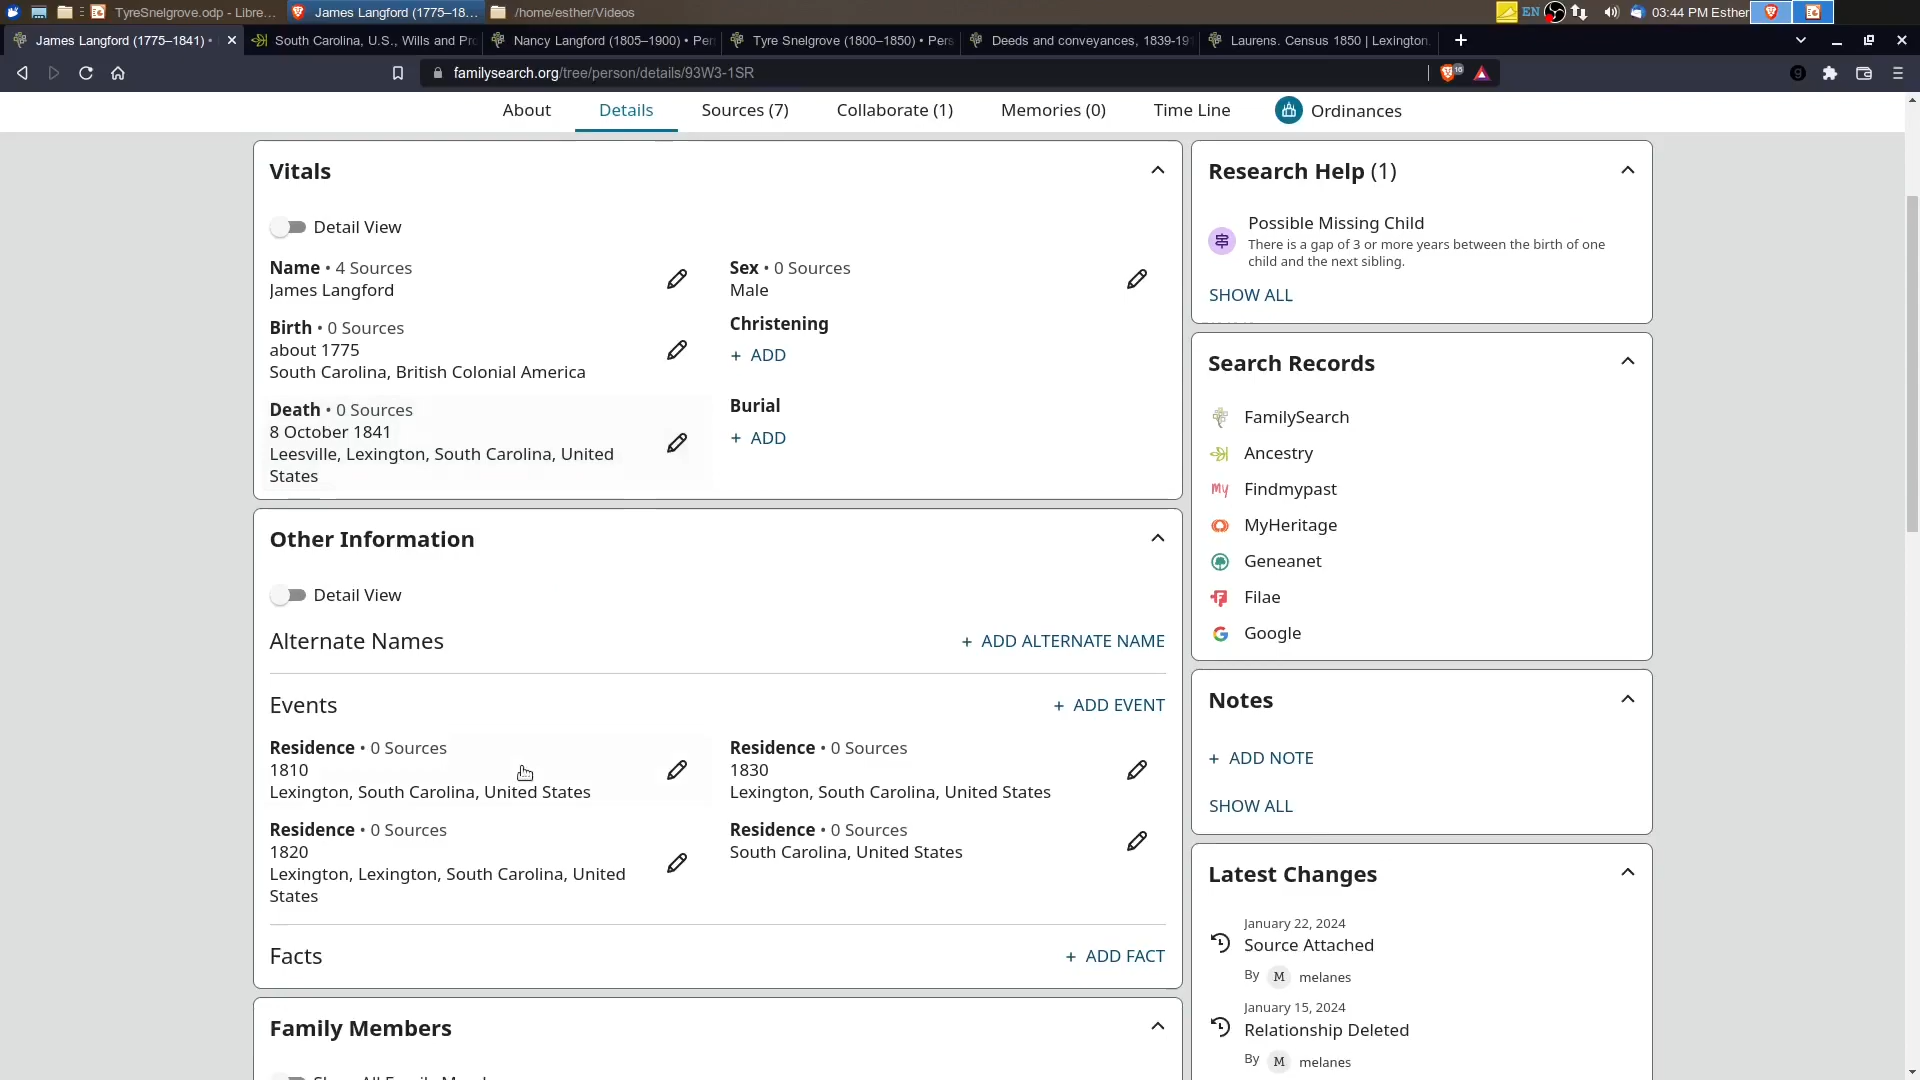 TyreSnelgrove.odp - Libre...
James Langford (1775–18...
/home/esther/Videos
EN
03:44 PM Esther
James Langford (1775–1841) •
South Carolina, U.S., Wills and Pro
Nancy Langford (1805–1900) • Per
Tyre Snelgrove (1800–1850) • Pers
Deeds and conveyances, 1839-191
Laurens. Census 1850 | Lexington,
familysearch.org/tree/person/details/93W3-1SR
About
Details
Sources (7)
Collaborate (1)
Memories (0)
Time Line
Ordinances
Vitals
Detail View
Name • 4 Sources
James Langford
Sex • 0 Sources
Male
Birth • 0 Sources
about 1775
South Carolina, British Colonial America
Christening
+ ADD
Death • 0 Sources
8 October 1841
Leesville, Lexington, South Carolina, United
States
Burial
+ ADD
Other Information
Detail View
Alternate Names
+ ADD ALTERNATE NAME
Events
+ ADD EVENT
Residence • 0 Sources
1810
Lexington, South Carolina, United States
Residence • 0 Sources
1830
Lexington, South Carolina, United States
Residence • 0 Sources
1820
Lexington, Lexington, South Carolina, United
States
Residence • 0 Sources
South Carolina, United States
Facts
+ ADD FACT
Family Members
Research Help (1)
Possible Missing Child
There is a gap of 3 or more years between the birth of one
child and the next sibling.
SHOW ALL
Search Records
FamilySearch
Ancestry
Findmypast
MyHeritage
Geneanet
Filae
Google
Notes
+ ADD NOTE
SHOW ALL
Latest Changes
January 22, 2024
Source Attached
By M melanes
January 15, 2024
Relationship Deleted
By M melanes